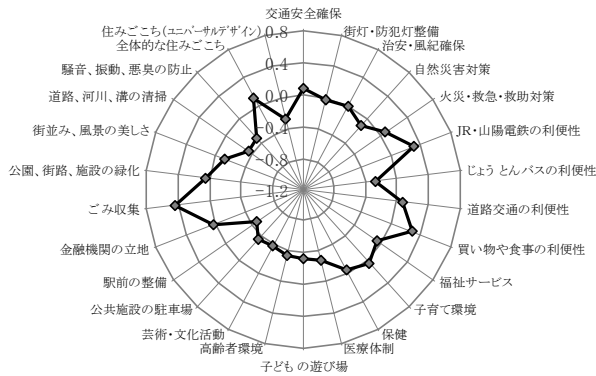 交通安全確保
街灯・防犯灯整備
治安・風紀確保
自然災害対策
火災・救急・救助対策
JR・山陽電鉄の利便性
じょうとんバスの利便性
道路交通の利便性
買い物や食事の利便性
福祉サービス
子育て環境
保健
医療体制
子どもの遊び場
高齢者環境
芸術・文化活動
公共施設の駐車場
駅前の整備
金融機関の立地
ごみ収集
公園、街路、施設の緑化
街並み、風景の美しさ
道路、河川、溝の清掃
騒音、振動、悪臭の防止
全体的な住みごこち
住みごこち(ユニバーサルデザイン)
0.8
0.4
0.0
-0.4
-0.8
-1.2